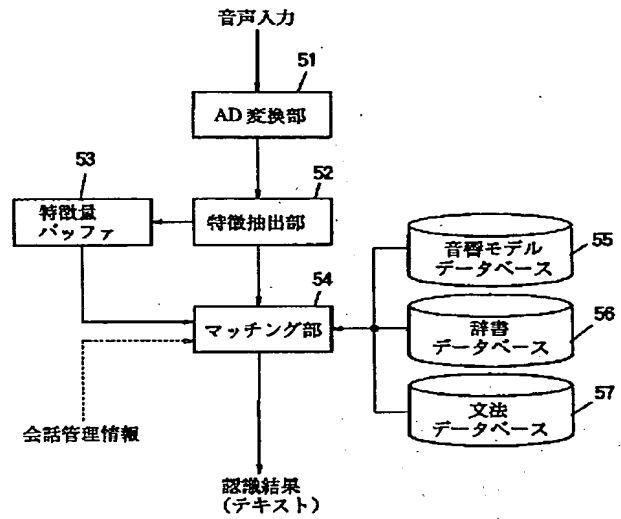 音声入力
51
AD変換部
53
52
特徴量
バッファ
特徴抽出部
54
マッチング部
音響モデル
データベース
55
辞書
データベース
56
文法
データベース
57
会話管理情報
認識結果
(テキスト)